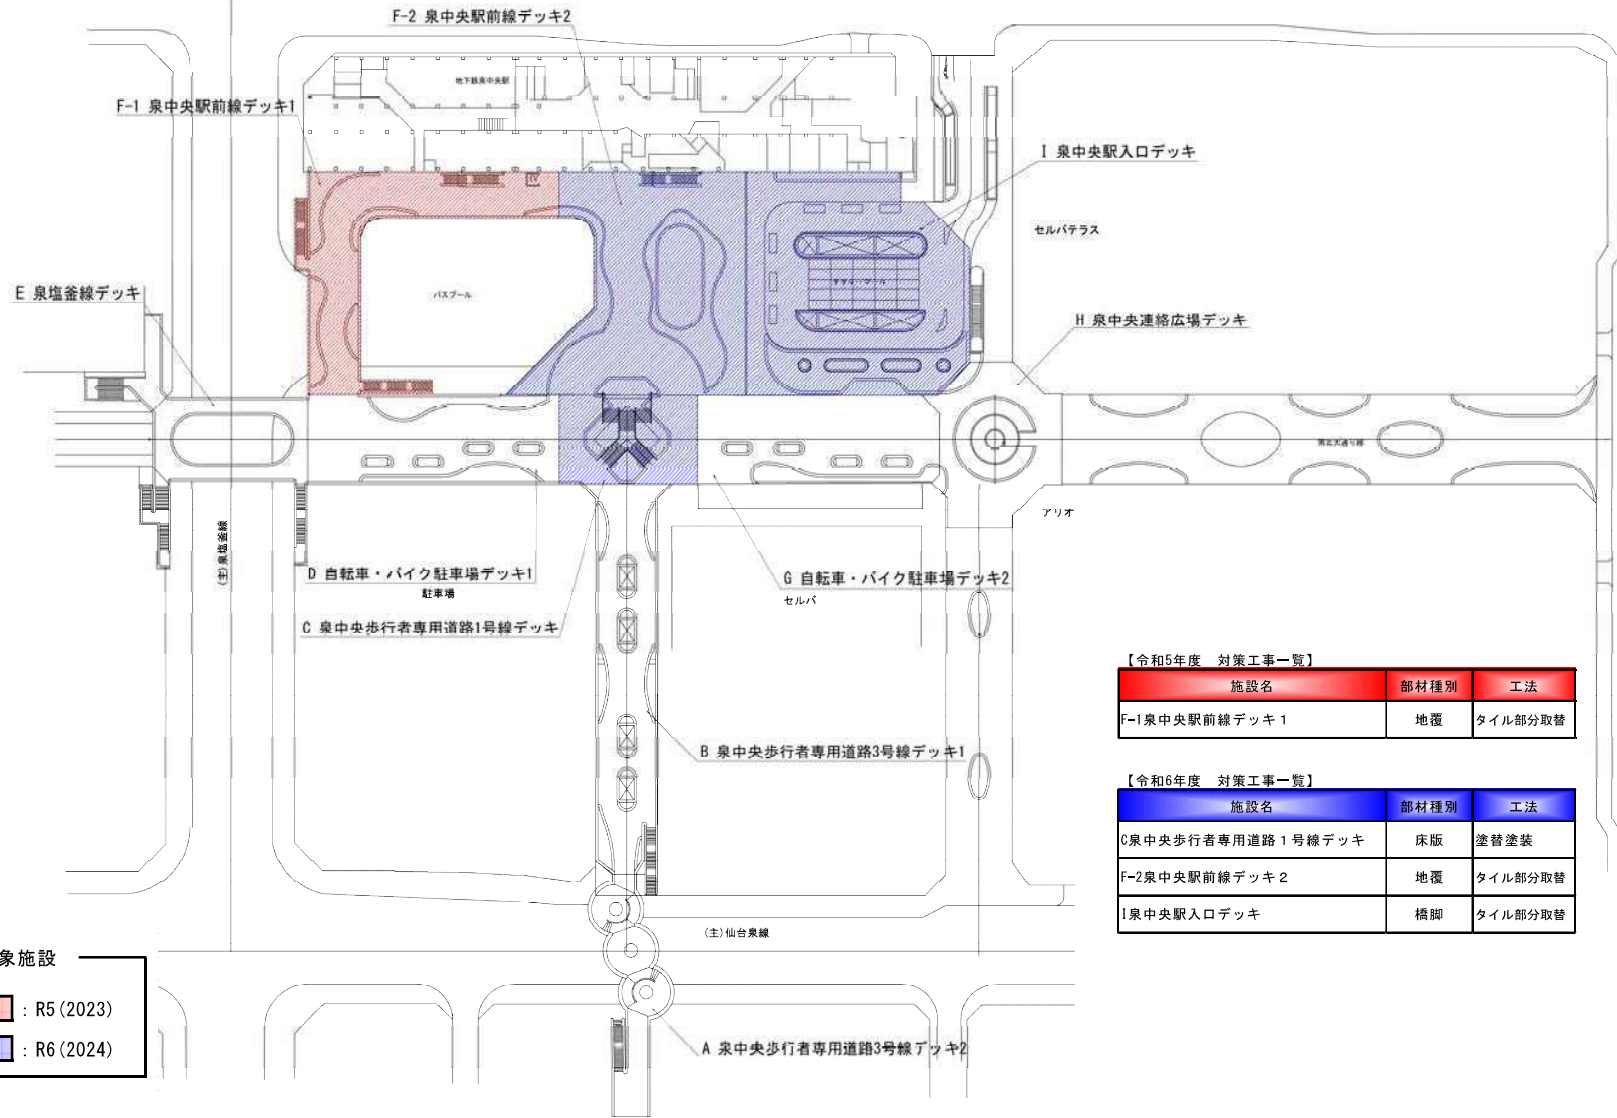 F-2 泉中央駅前線デッキ2
地下鉄泉中央駅
F-1 泉中央駅前線デッキ1
I 泉中央駅入口デッキ
セルバテラス
E 泉塩釜線デッキ
バスプール
H 泉中央連絡広場デッキ
アリオ
(主)泉塩釜線
D 自転車・バイク駐車場デッキ1
駐車場
G 自転車・バイク駐車場デッキ2
セルバ
C 泉中央歩行者専用道路1号線デッキ
B 泉中央歩行者専用道路3号線デッキ1
(主)仙台泉線
A 泉中央歩行者専用道路3号線デッキ2
【令和5年度 対策工事一覧】
施設名 部材種別 工法
F-1泉中央駅前線デッキ1 地覆 タイル部分取替
【令和6年度 対策工事一覧】
施設名 部材種別 工法
C泉中央歩行者専用道路1号線デッキ 床版 塗替塗装
F-2泉中央駅前線デッキ2 地覆 タイル部分取替
I泉中央駅入口デッキ 橋脚 タイル部分取替
象施設
：R5(2023)
：R6(2024)